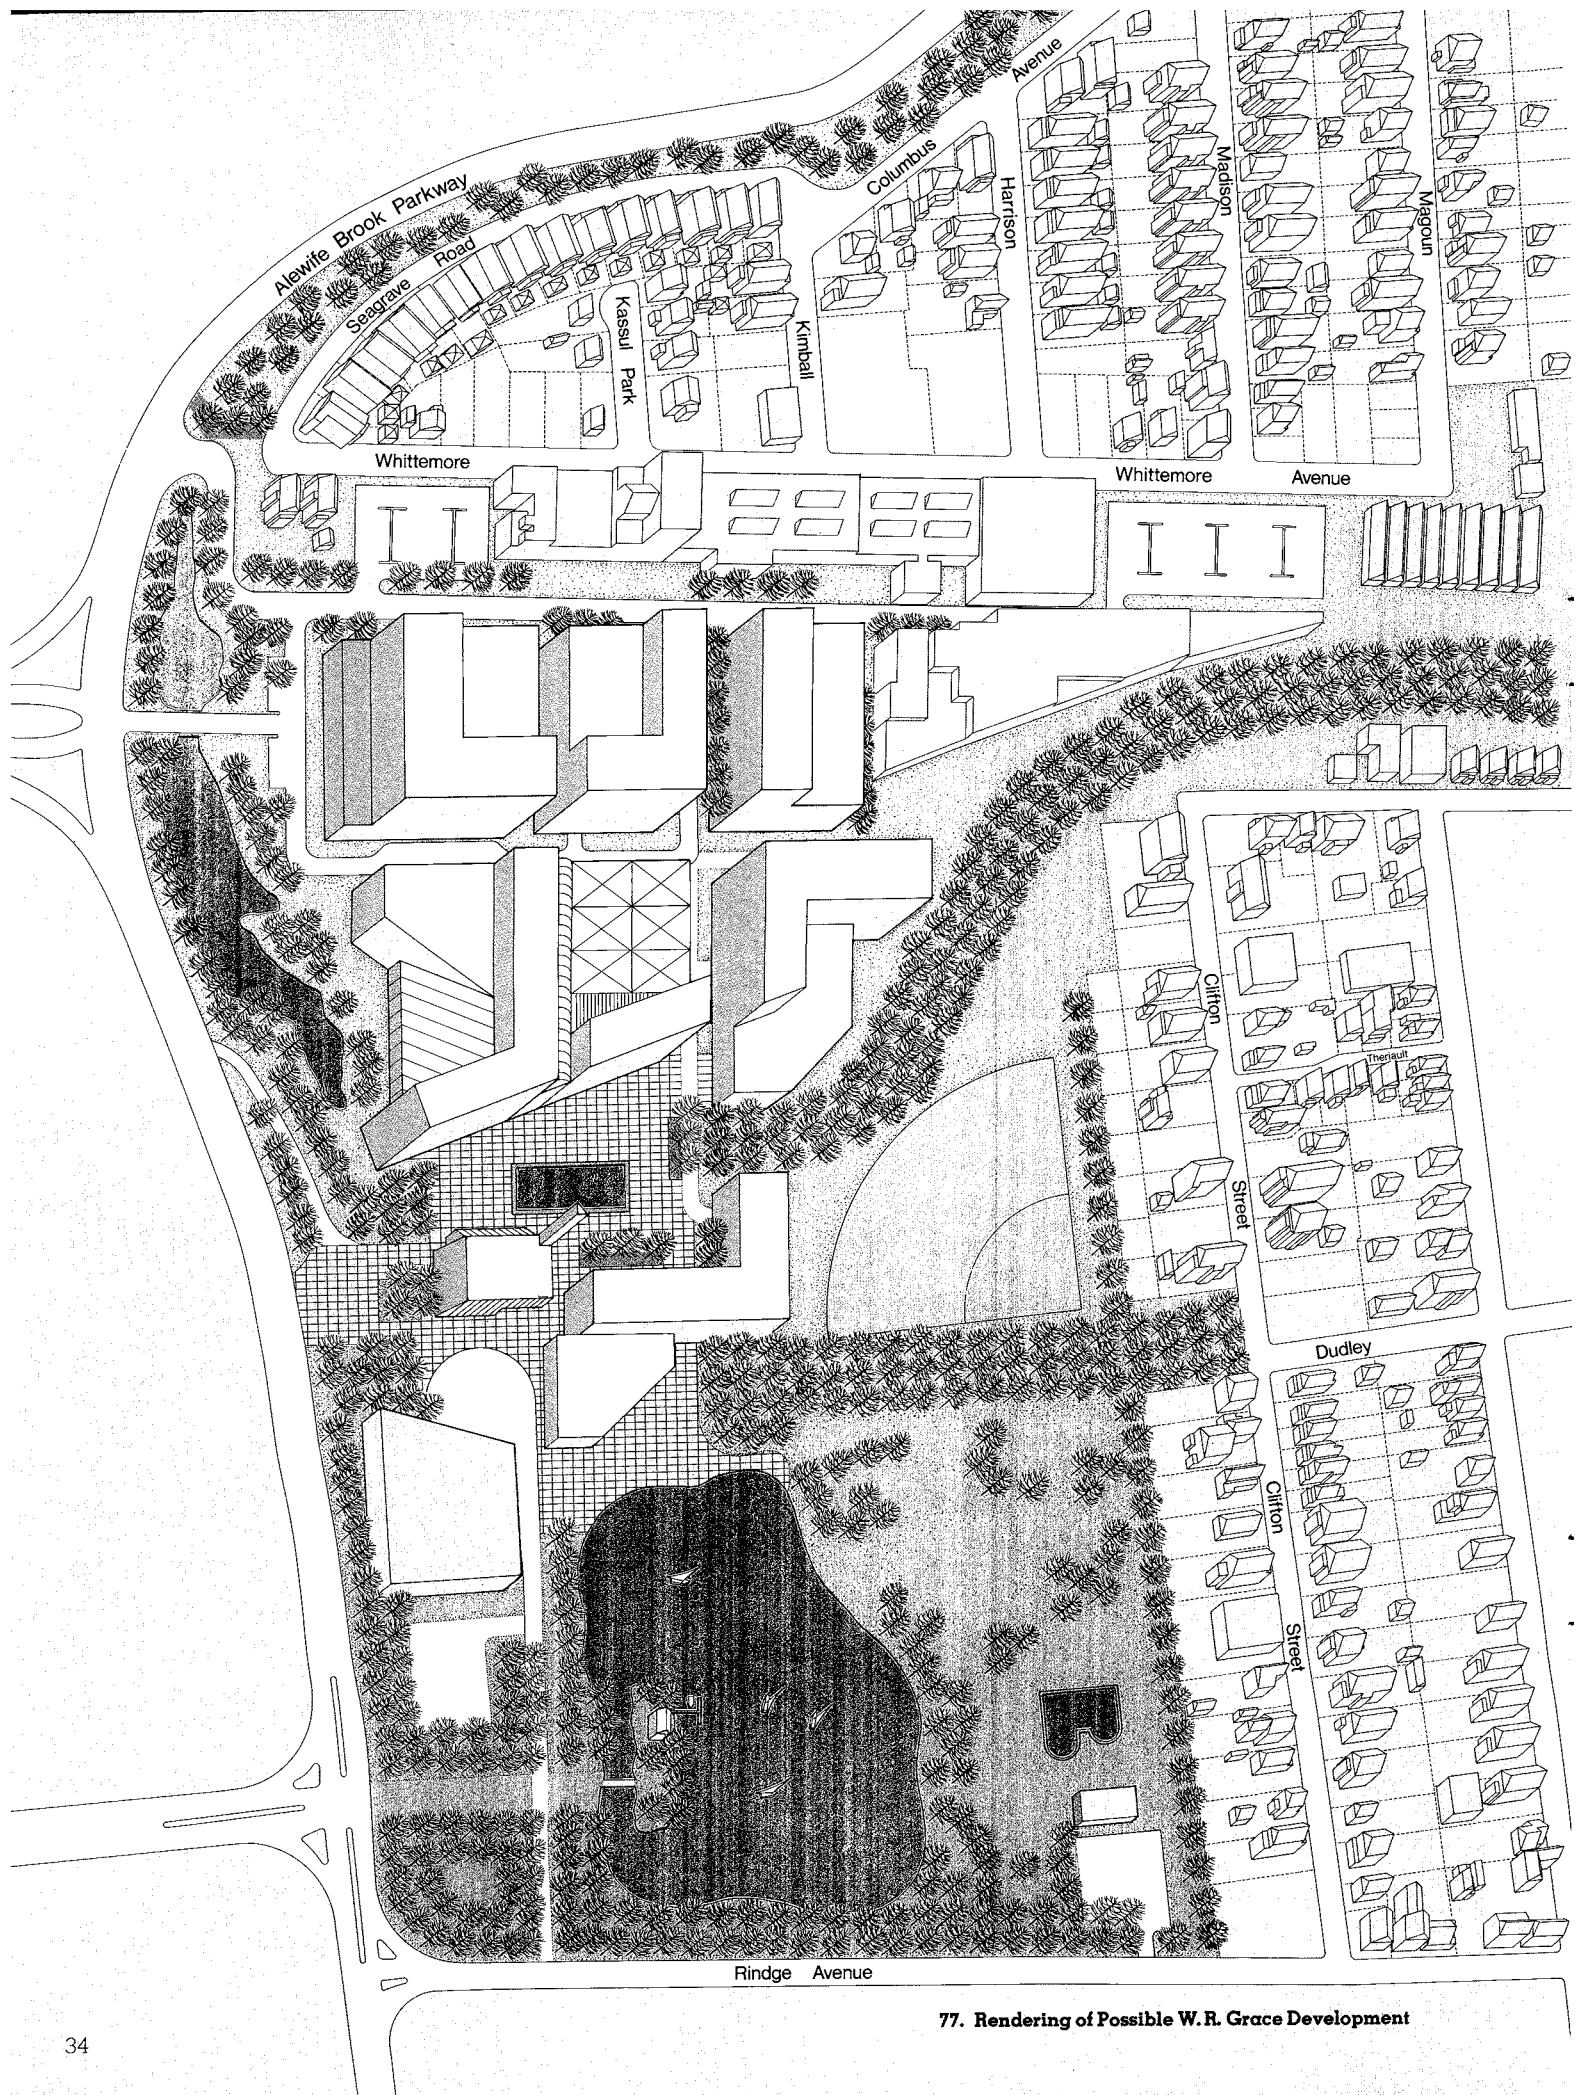 Avenue
Columbus
Alewife Brook Parkway
Seagrave Road
Harrison
Madison
Magoun
Kassul Park
Kimball
Whittemore
Whittemore Avenue
Clifton
Theriault
Street
Dudley
Clifton
Street
Rindge Avenue
77. Rendering of Possible W.R. Grace Development
34